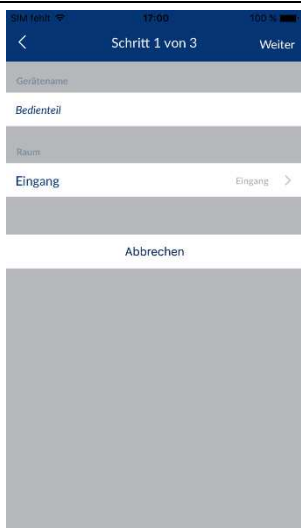 SIM fehlt 17:00 100 %
Schritt 1 von 3 Weiter
Gerätename
Bedienteil
Raum
Eingang Eingang
Abbrechen